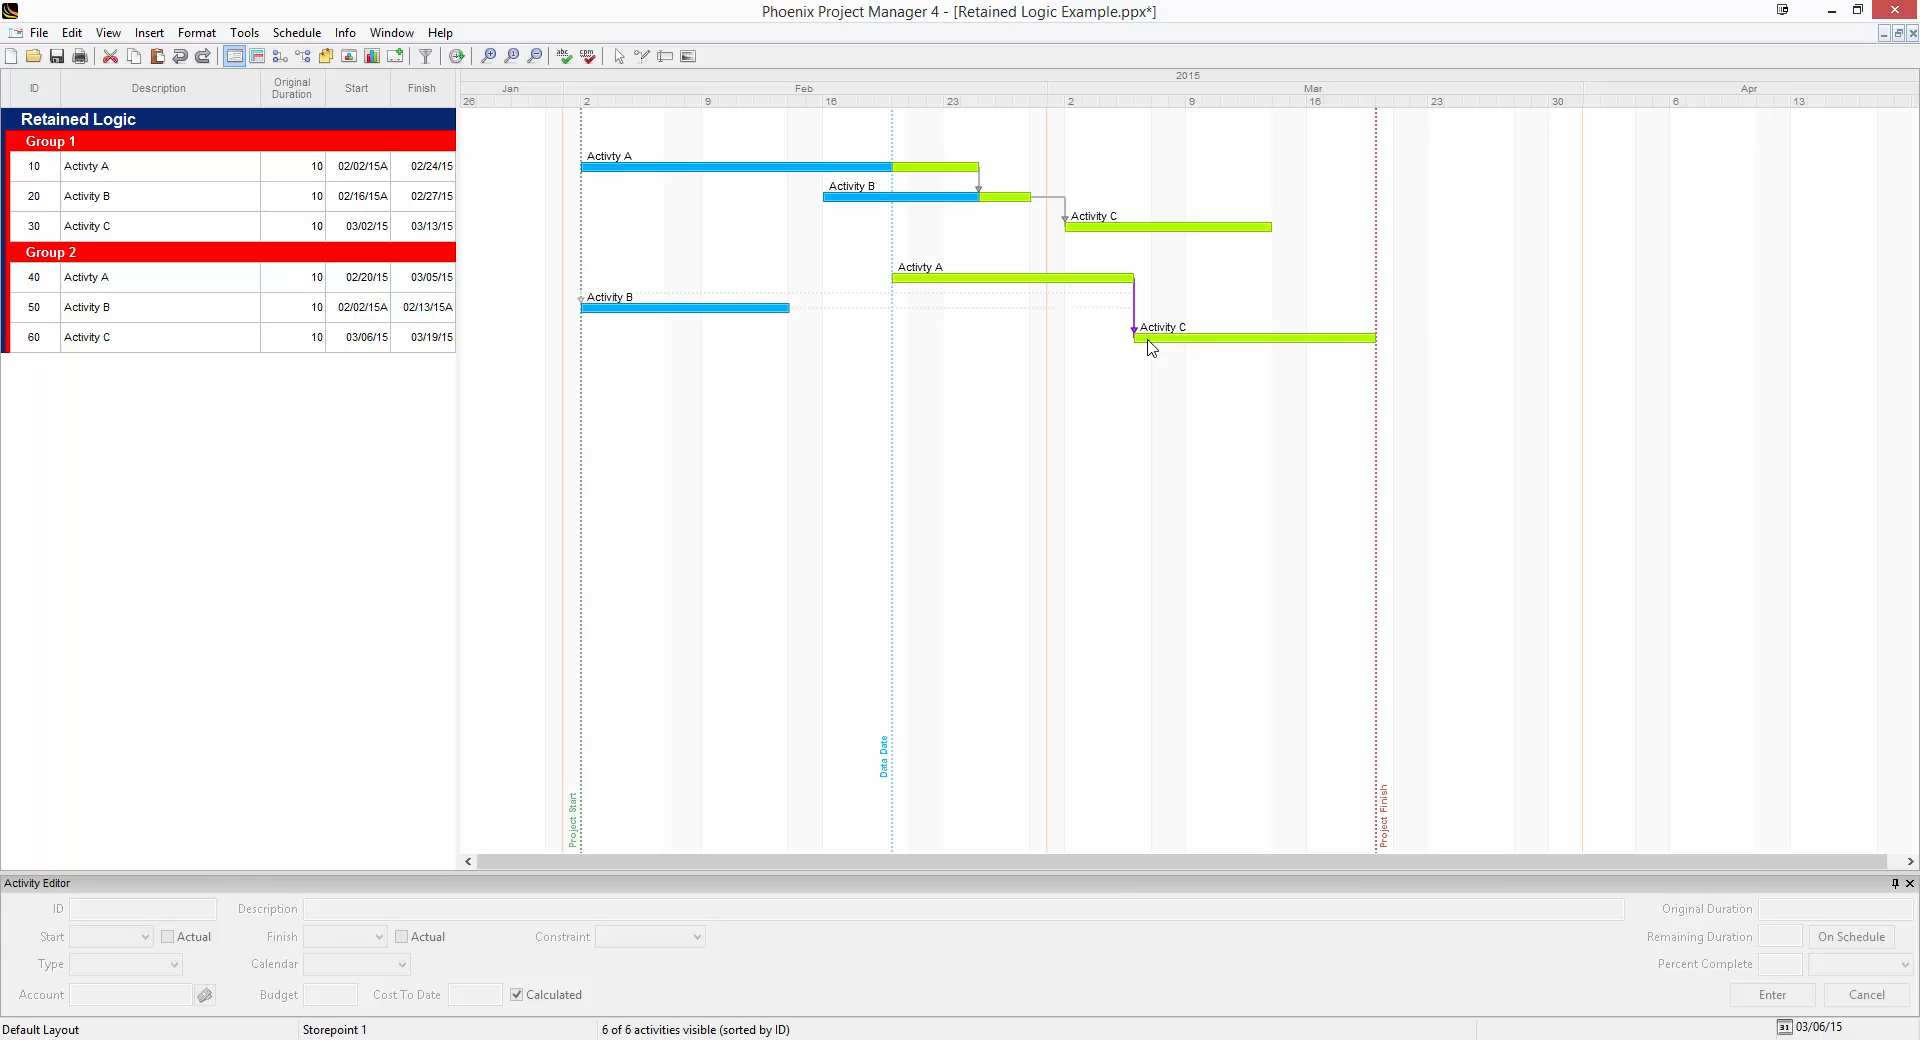 Phoenix Project Manager 4 - [Retained Logic Example.ppx*]
File Edit View Insert Format Tools Schedule Info Window Help
ID Description Original Duration Start Finish
2015
Jan Feb Mar Apr
26 2 9 16 23 2 9 16 23 30 6 13
Retained Logic
Group 1
10 Activty A 10 02/02/15A 02/24/15
20 Activity B 10 02/16/15A 02/27/15
30 Activity C 10 03/02/15 03/13/15
Group 2
40 Activty A 10 02/20/15 03/05/15
50 Activity B 10 02/02/15A 02/13/15A
60 Activity C 10 03/06/15 03/19/15
Activty A
Activity B
Activity C
Activty A
Activity B
Activity C
Data Date
Project Start
Project Finish
Activity Editor
ID Description Original Duration
Start Actual Finish Actual Constraint Remaining Duration On Schedule
Type Calendar Percent Complete
Account Budget Cost To Date Calculated Enter Cancel
Default Layout Storepoint 1 6 of 6 activities visible (sorted by ID) 31 03/06/15